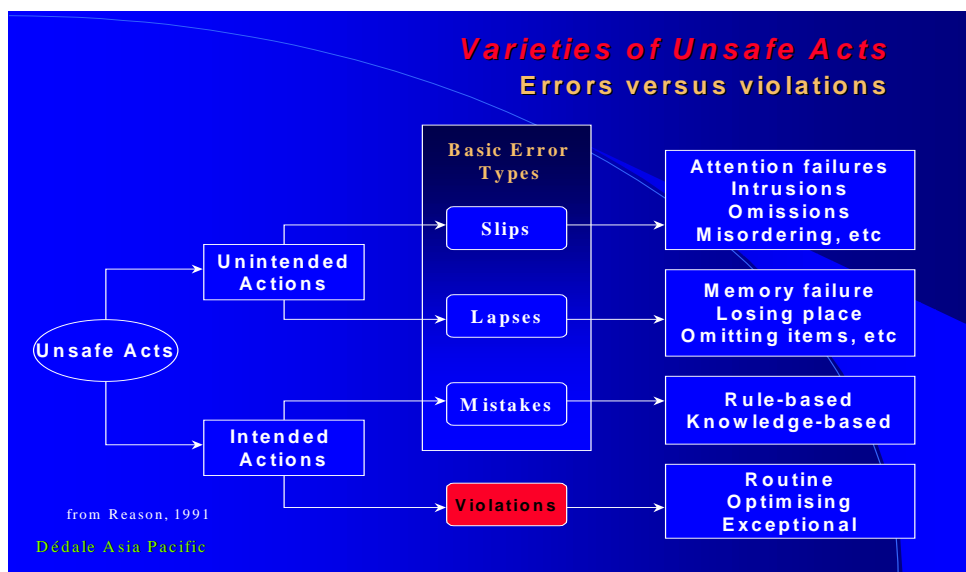 Varieties of Unsafe Acts
Errors versus violations
Basic Error
Types
Unsafe Acts
Unintended
Actions
Slips
Attention failures
Intrusions
Omissions
Misordering, etc
Lapses
Memory failure
Losing place
Omitting items, etc
Intended
Actions
Mistakes
Rule-based
Knowledge-based
Violations
Routine
Optimising
Exceptional
from Reason, 1991
Dédale Asia Pacific